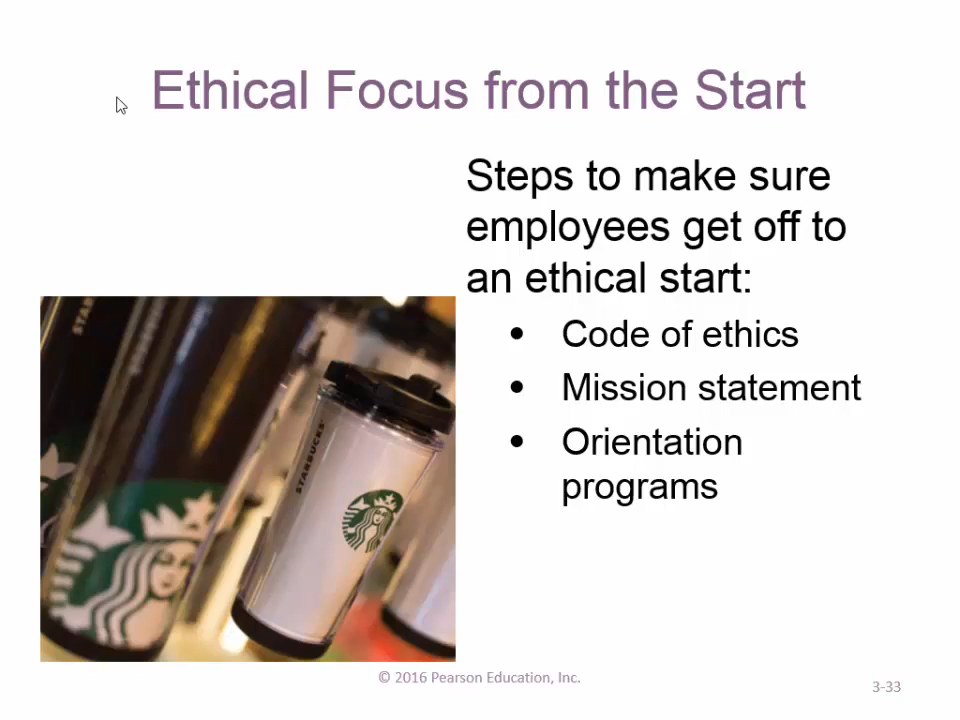 Ethical Focus from the Start
Steps to make sure
employees get off to
an ethical start:
• Code of ethics
• Mission statement
• Orientation
programs
STAR
STARBUCKS
© 2016 Pearson Education, Inc.
3-33